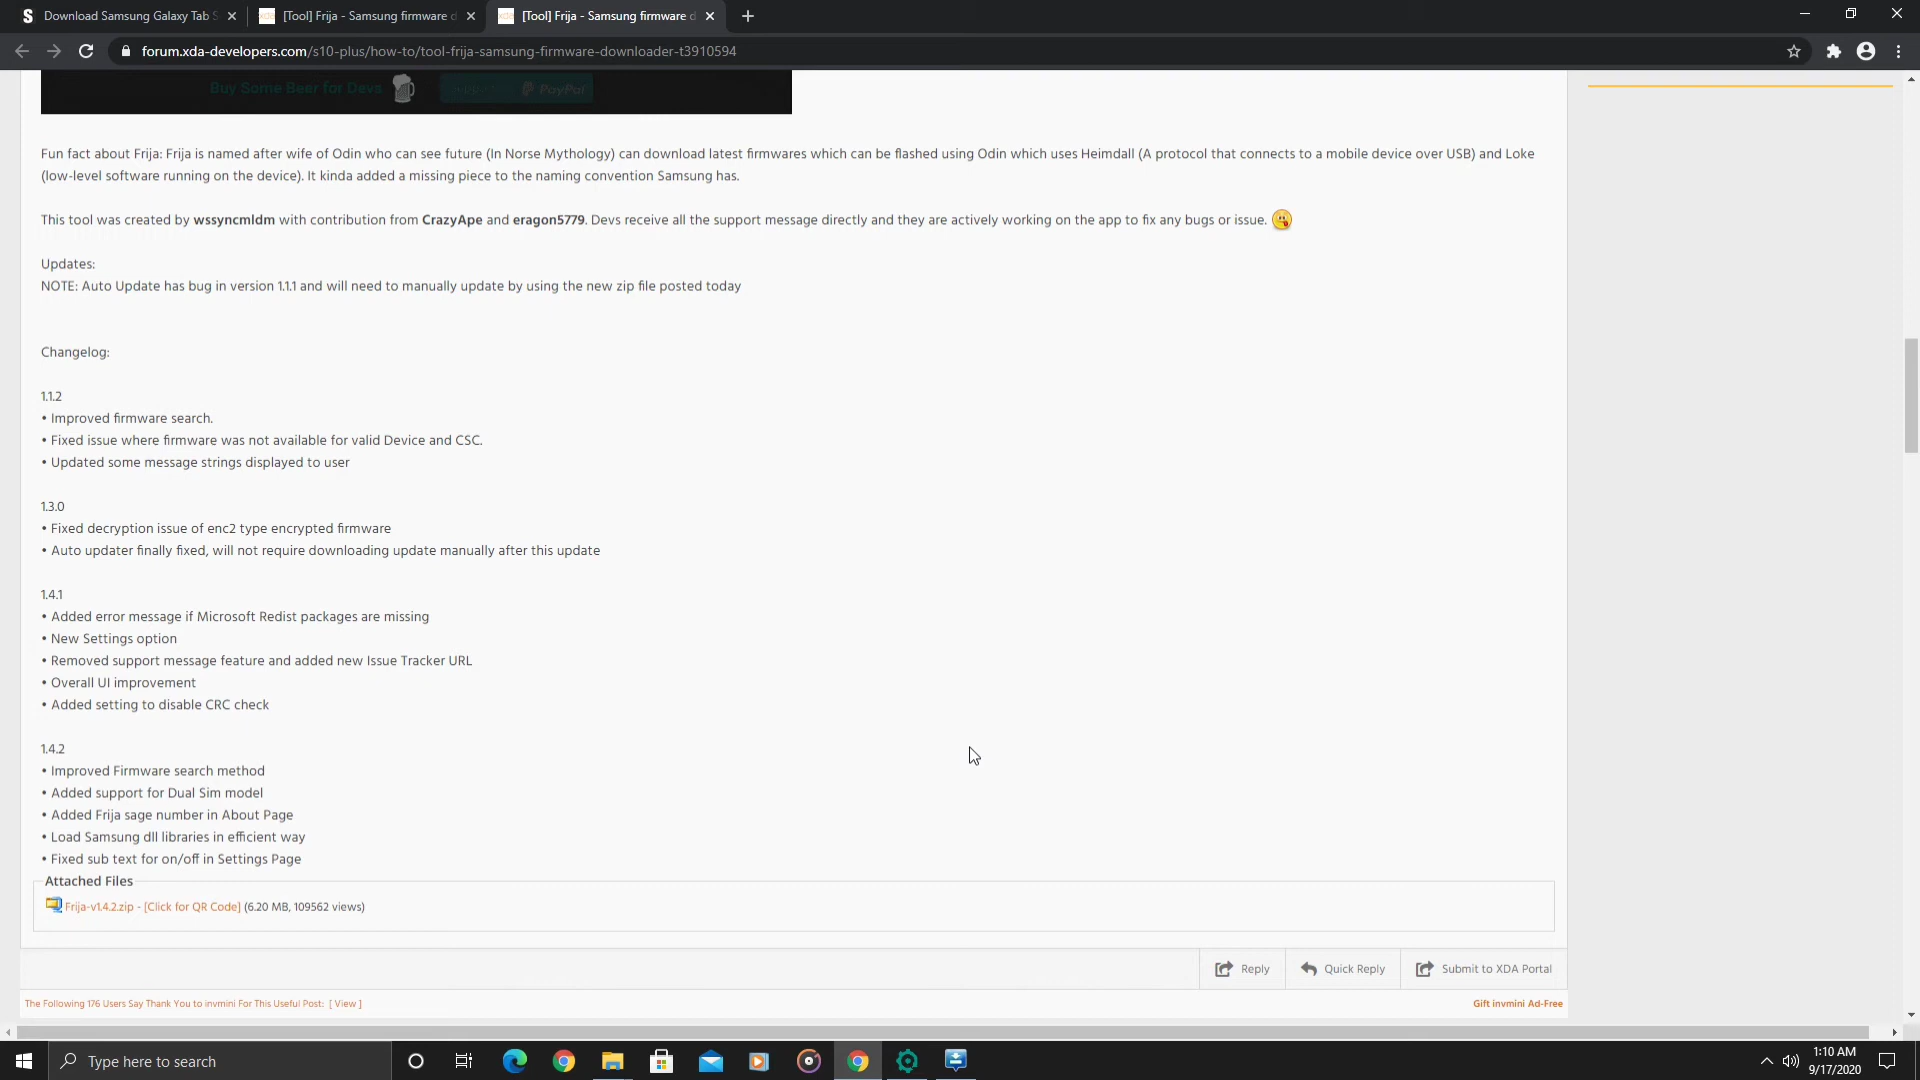 Download Samsung Galaxy Tab S
[Tool] Frija - Samsung firmware d
[Tool] Frija - Samsung firmware d
forum.xda-developers.com/s10-plus/how-to/tool-frija-samsung-firmware-downloader-t3910594
Buy Some Beer for Devs
PayPal
Fun fact about Frija: Frija is named after wife of Odin who can see future (In Norse Mythology) can download latest firmwares which can be flashed using Odin which uses Heimdall (A protocol that connects to a mobile device over USB) and Loke
(low-level software running on the device). It kinda added a missing piece to the naming convention Samsung has.
This tool was created by wssyncmldm with contribution from CrazyApe and eragon5779. Devs receive all the support message directly and they are actively working on the app to fix any bugs or issue.
Updates:
NOTE: Auto Update has bug in version 1.1.1 and will need to manually update by using the new zip file posted today
Changelog:
1.1.2
• Improved firmware search.
• Fixed issue where firmware was not available for valid Device and CSC.
• Updated some message strings displayed to user
1.3.0
• Fixed decryption issue of enc2 type encrypted firmware
• Auto updater finally fixed, will not require downloading update manually after this update
1.4.1
• Added error message if Microsoft Redist packages are missing
• New Settings option
• Removed support message feature and added new Issue Tracker URL
• Overall UI improvement
• Added setting to disable CRC check
1.4.2
• Improved Firmware search method
• Added support for Dual Sim model
• Added Frija sage number in About Page
• Load Samsung dll libraries in efficient way
• Fixed sub text for on/off in Settings Page
Attached Files
Frija-v1.4.2.zip - [Click for QR Code] (6.20 MB, 109562 views)
Reply
Quick Reply
Submit to XDA Portal
The Following 176 Users Say Thank You to invmini For This Useful Post: [ View ]
Gift invmini Ad-Free
Type here to search
1:10 AM
9/17/2020